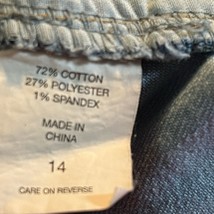 72% COTTON
27% POLYESTER
1% SPANDEX
MADE IN
CHINA
14
CARE ON REVERSE